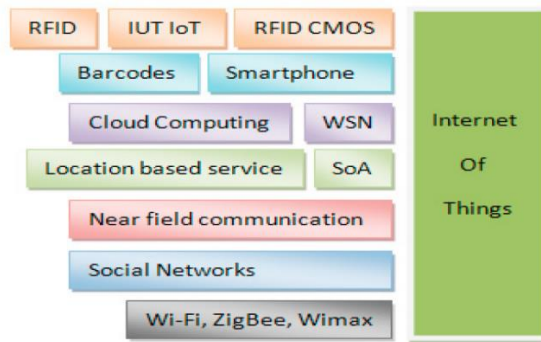 RFID IUT IoT RFID CMOS
Barcodes Smartphone
Cloud Computing WSN
Location based service SoA
Near field communication
Social Networks
Wi-Fi, ZigBee, Wimax
Internet
Of
Things